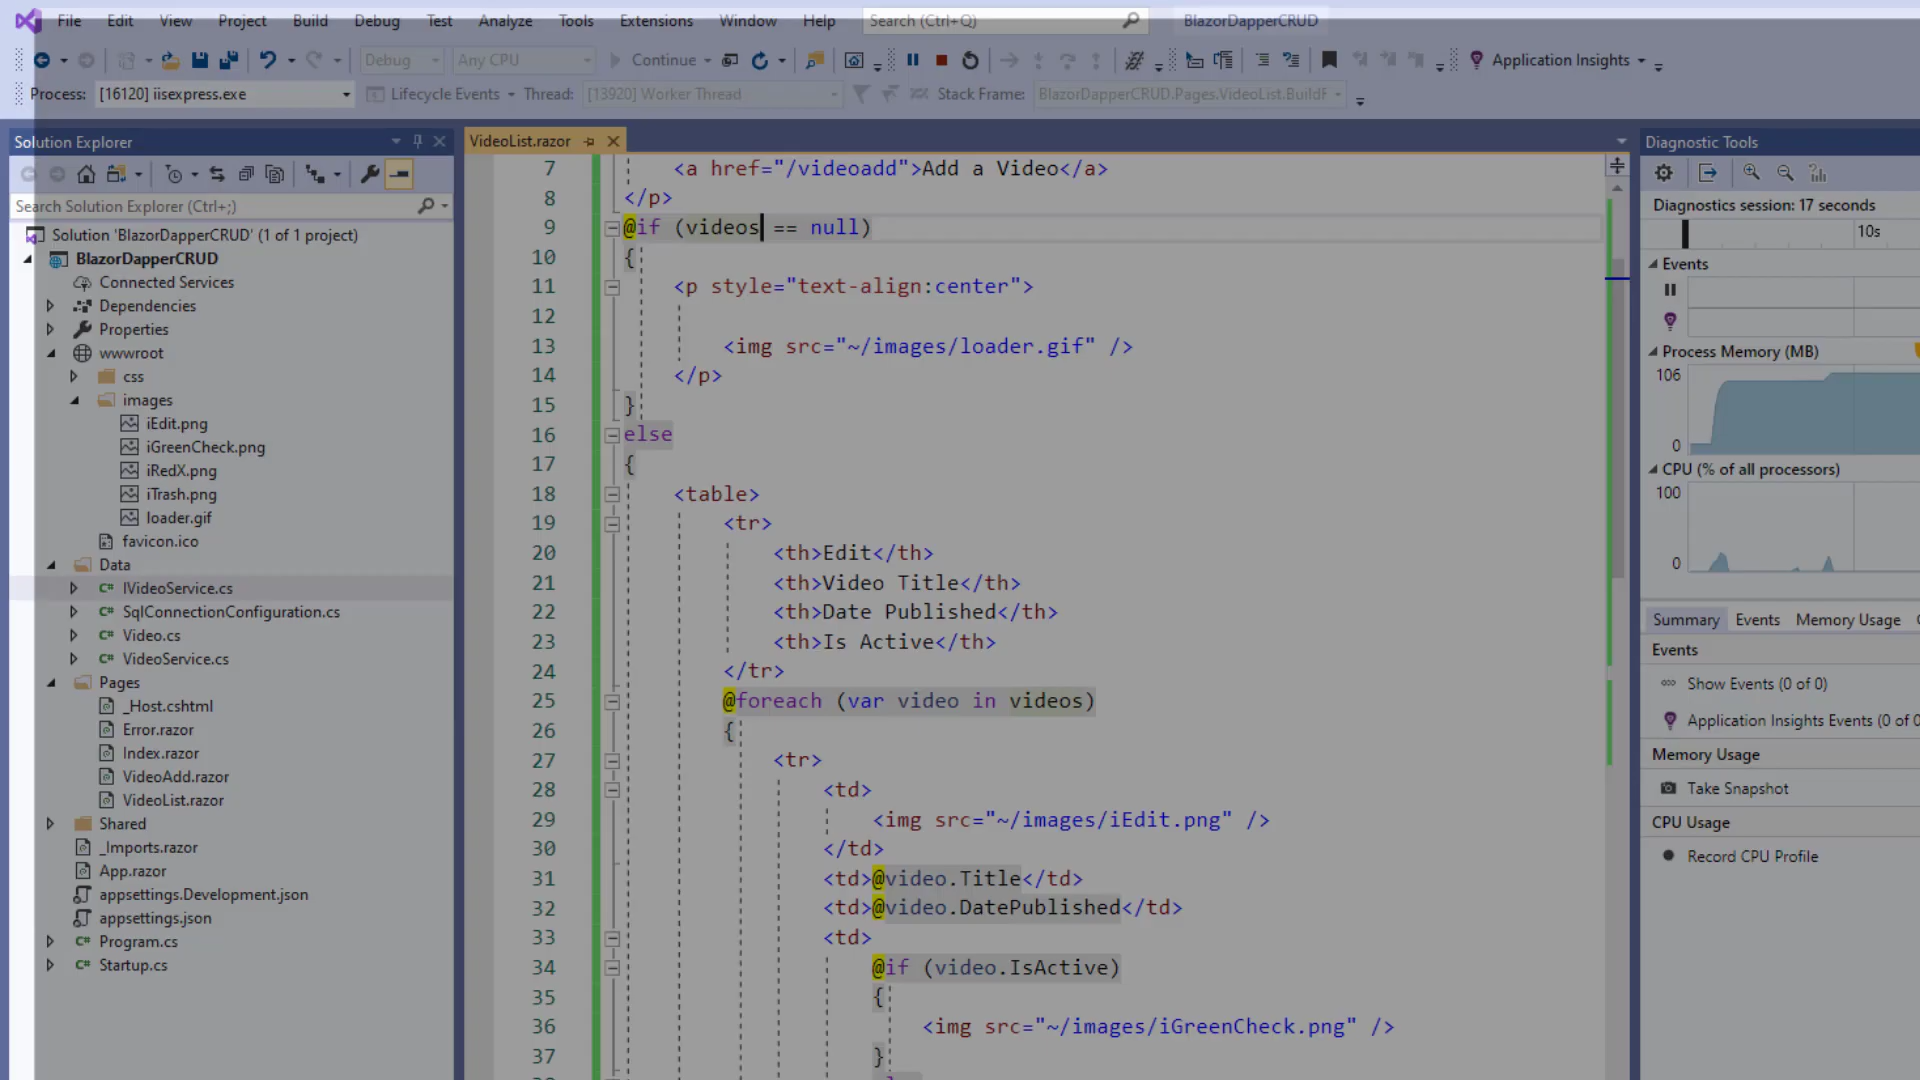 File Edit View Project Build Debug Test Analyze Tools Extensions Window Help Search (Ctrl+Q) BlazorDapperCRUD
Debug Any CPU Continue Application Insights
Process: [16120] iisexpress.exe Lifecycle Events Thread: [13920] Worker Thread Stack Frame: BlazorDapperCRUD.Pages.VideoList.BuildF
Solution Explorer
Search Solution Explorer (Ctrl+;)
Solution 'BlazorDapperCRUD' (1 of 1 project)
BlazorDapperCRUD
Connected Services
Dependencies
Properties
wwwroot
css
images
iEdit.png
iGreenCheck.png
iRedX.png
iTrash.png
loader.gif
favicon.ico
Data
IVideoService.cs
SqlConnectionConfiguration.cs
Video.cs
VideoService.cs
Pages
_Host.cshtml
Error.razor
Index.razor
VideoAdd.razor
VideoList.razor
Shared
_Imports.razor
App.razor
appsettings.Development.json
appsettings.json
Program.cs
Startup.cs
VideoList.razor
7 <a href="/videoadd">Add a Video</a>
8 </p>
9 @if (videos == null)
10 {
11 <p style="text-align:center">
12
13 <img src="~/images/loader.gif" />
14 </p>
15 }
16 else
17 {
18 <table>
19 <tr>
20 <th>Edit</th>
21 <th>Video Title</th>
22 <th>Date Published</th>
23 <th>Is Active</th>
24 </tr>
25 @foreach (var video in videos)
26 {
27 <tr>
28 <td>
29 <img src="~/images/iEdit.png" />
30 </td>
31 <td>@video.Title</td>
32 <td>@video.DatePublished</td>
33 <td>
34 @if (video.IsActive)
35 {
36 <img src="~/images/iGreenCheck.png" />
37 }
Diagnostic Tools
Diagnostics session: 17 seconds
10s
Events
Process Memory (MB)
106
0
CPU (% of all processors)
100
0
Summary Events Memory Usage
Events
Show Events (0 of 0)
Application Insights Events (0 of 0
Memory Usage
Take Snapshot
CPU Usage
Record CPU Profile